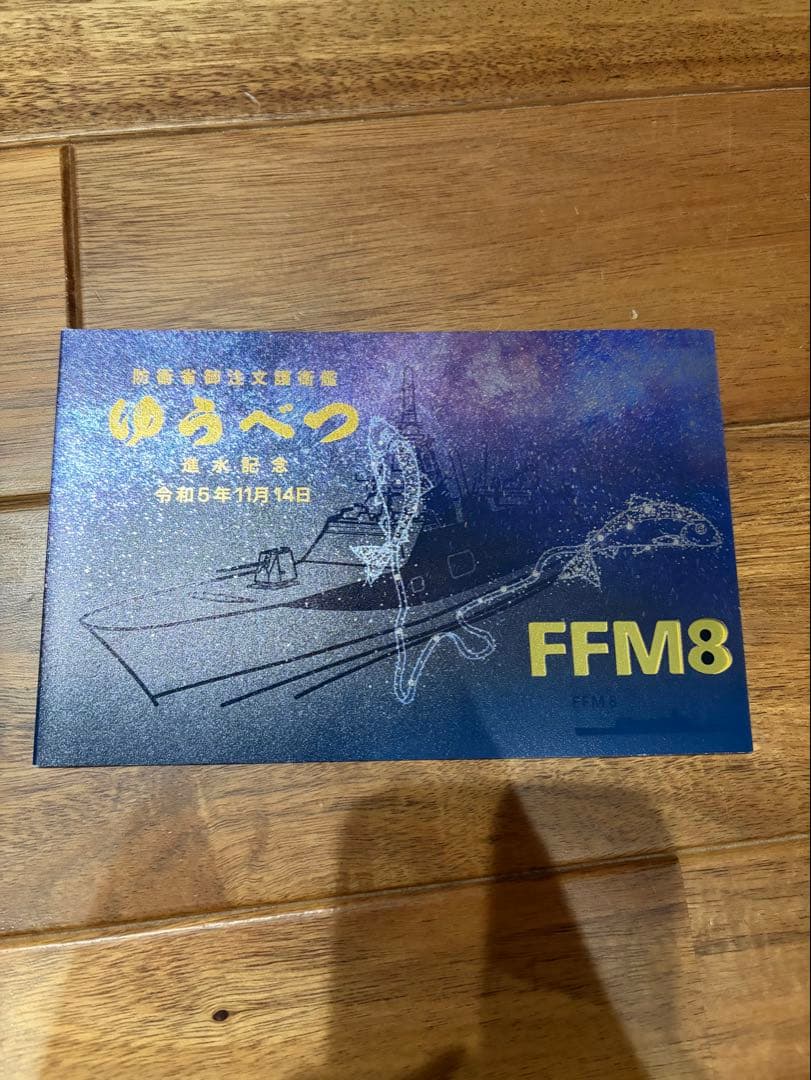 防衛省御注文護衛艦
ゆうべつ
進水記念
令和5年11月14日
FFM8
FFM 8